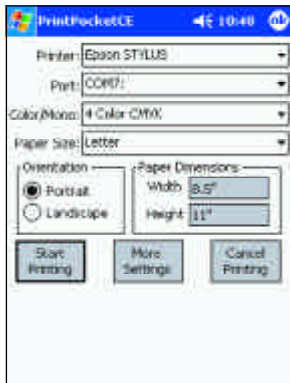 PrintPocketCE 10:40 ok
Printer: Epson STYLUS
Port: COM7:
Color/Mono: 4 Color CMYK
Paper Size: Letter
Orientation
Portrait
Landscape
Paper Dimensions
Width 8.5"
Height 11"
Start Printing
More Settings
Cancel Printing